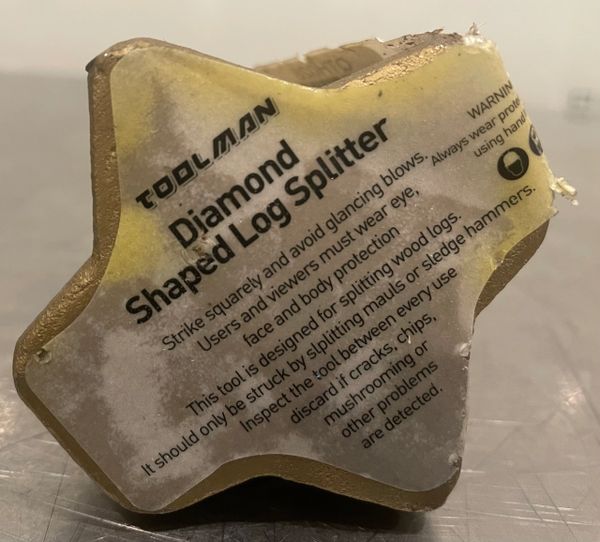 TOOLMAN
Diamond
Shaped Log Splitter
Strike squarely and avoid glancing blows.
Users and viewers must wear eye,
face and body protection
This tool is designed for splitting wood logs.
It should only be struck by slpitting mauls or sledge hammers.
Inspect the tool between every use
discard if cracks, chips,
mushrooming or
other problems
are detected.
Always wear
using